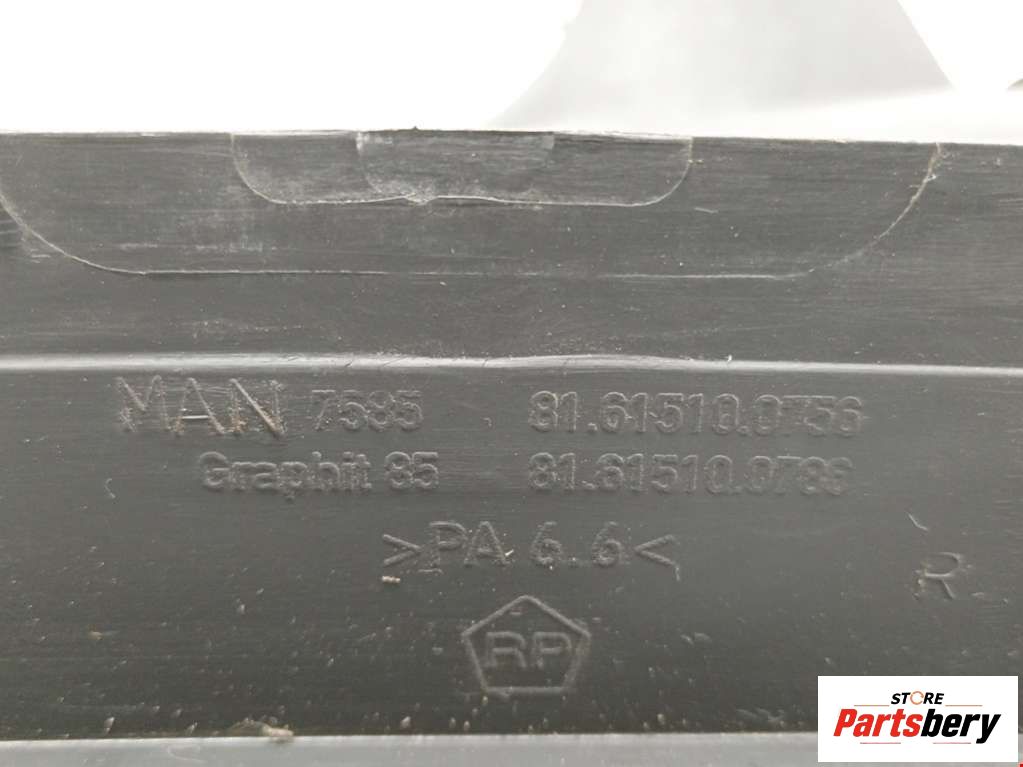 MAN 7585 81.61510.0756
Graphit 85 81.61510.0786
>PA 6.6<
R
RP
STORE
Partsbery